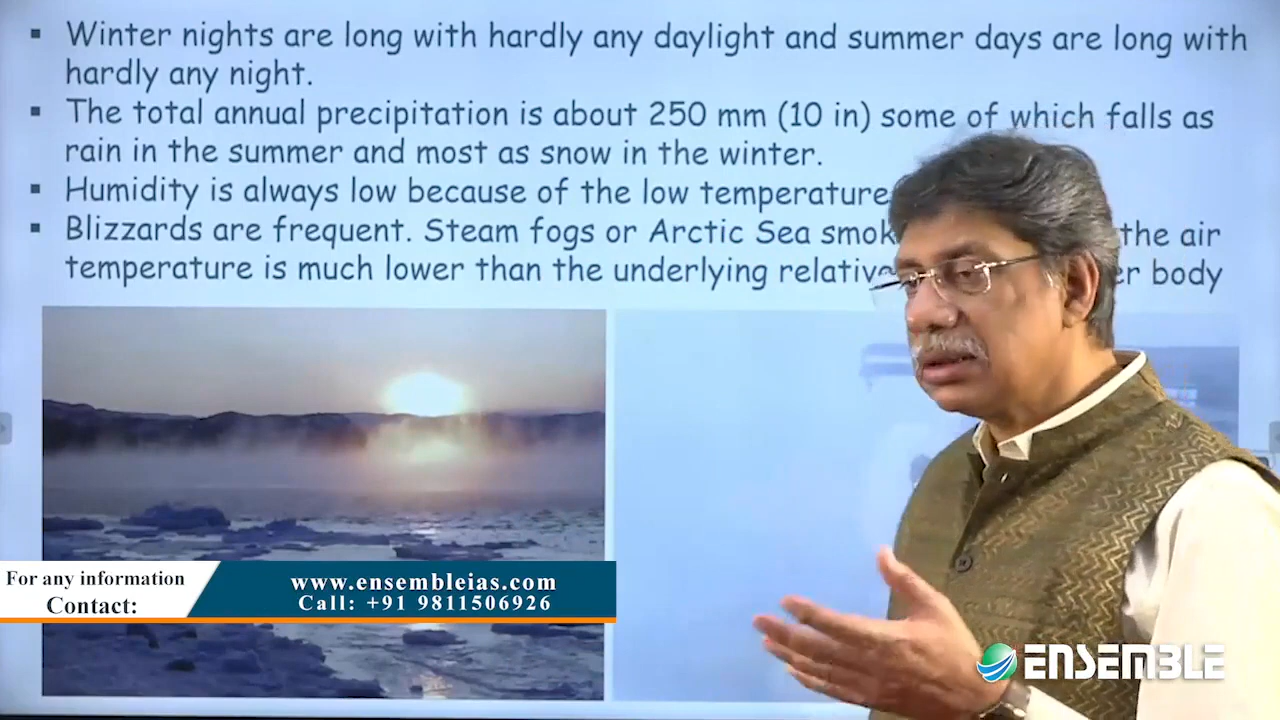 ▪ Winter nights are long with hardly any daylight and summer days are long with
hardly any night.
▪ The total annual precipitation is about 250 mm (10 in) some of which falls as
rain in the summer and most as snow in the winter.
▪ Humidity is always low because of the low temperature
▪ Blizzards are frequent. Steam fogs or Arctic Sea smok the air
temperature is much lower than the underlying relativ body
For any information
Contact:
www.ensembleias.com
Call: +91 9811506926
ENSEMBLE